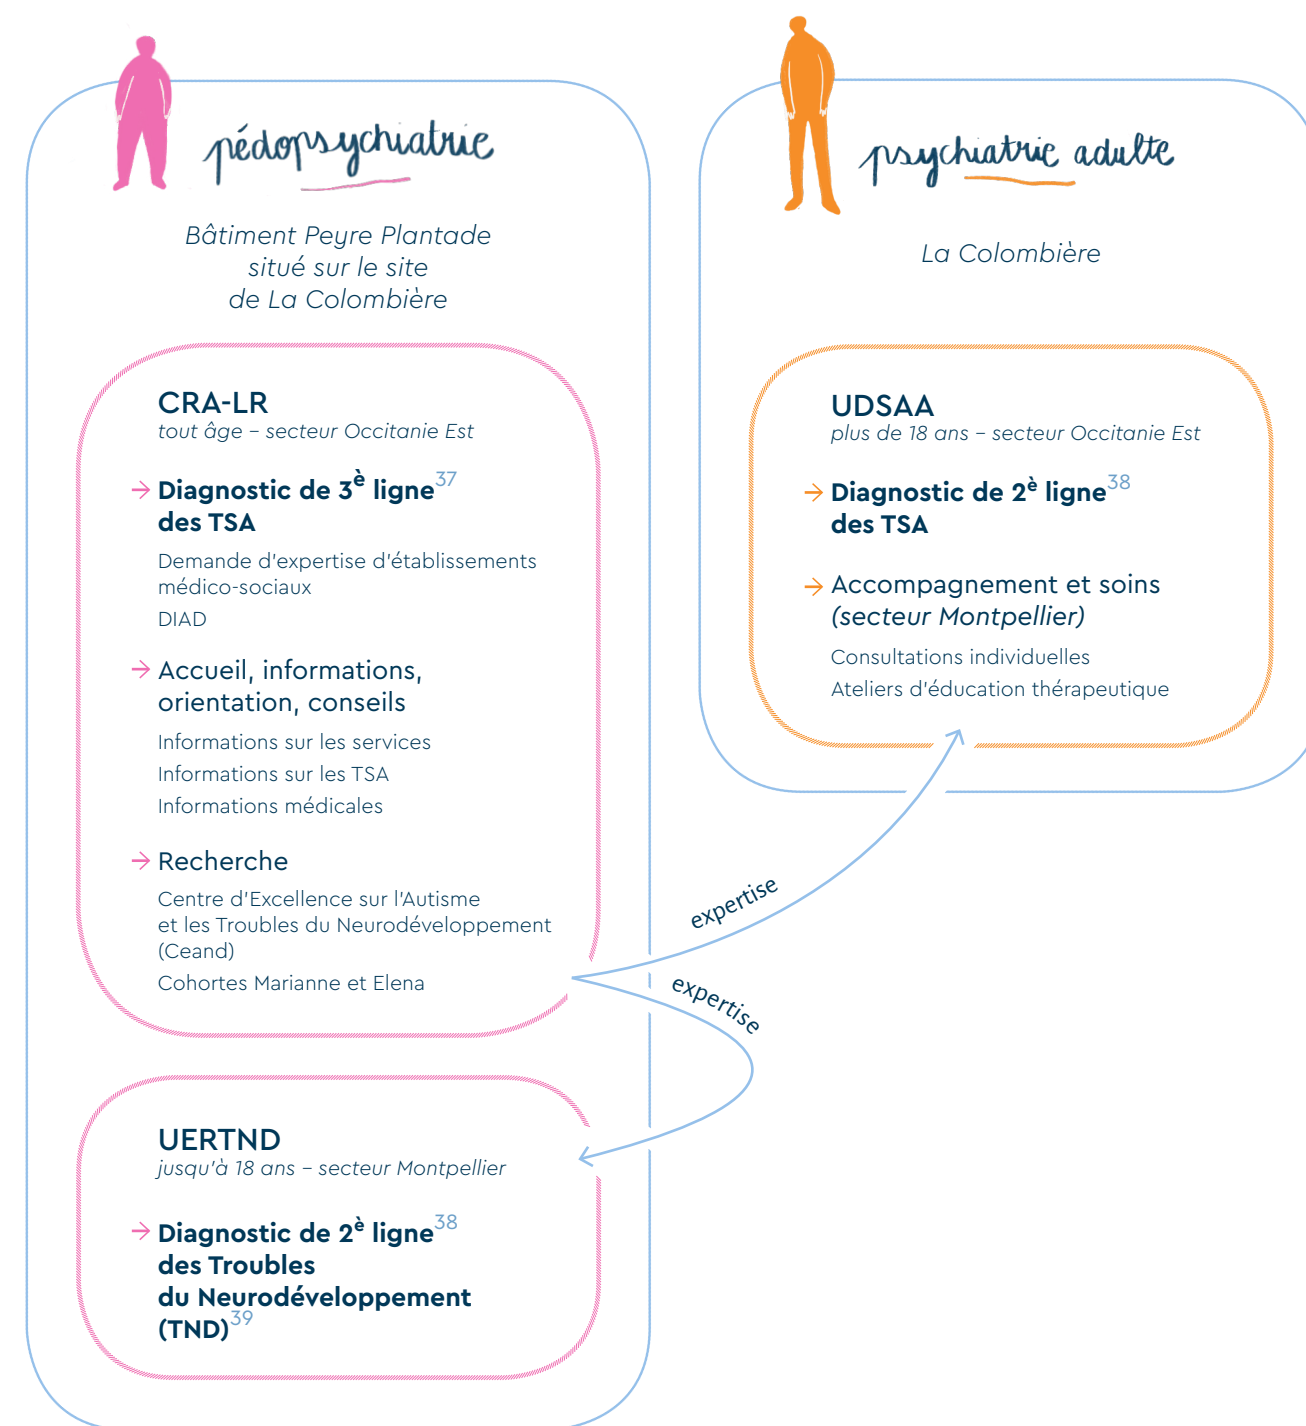 pédopsychiatrie
Bâtiment Peyre Plantade
situé sur le site
de La Colombière
CRA-LR
tout âge – secteur Occitanie Est
→ Diagnostic de 3è ligne37
des TSA
Demande d'expertise d'établissements
médico-sociaux
DIAD
→ Accueil, informations,
orientation, conseils
Informations sur les services
Informations sur les TSA
Informations médicales
→ Recherche
Centre d'Excellence sur l'Autisme
et les Troubles du Neurodéveloppement
(Ceand)
Cohortes Marianne et Elena
UERTND
jusqu'à 18 ans – secteur Montpellier
→ Diagnostic de 2è ligne38
des Troubles
du Neurodéveloppement
(TND)39
psychiatrie adulte
La Colombière
UDSAA
plus de 18 ans – secteur Occitanie Est
→ Diagnostic de 2è ligne38
des TSA
→ Accompagnement et soins
(secteur Montpellier)
Consultations individuelles
Ateliers d'éducation thérapeutique
expertise
expertise